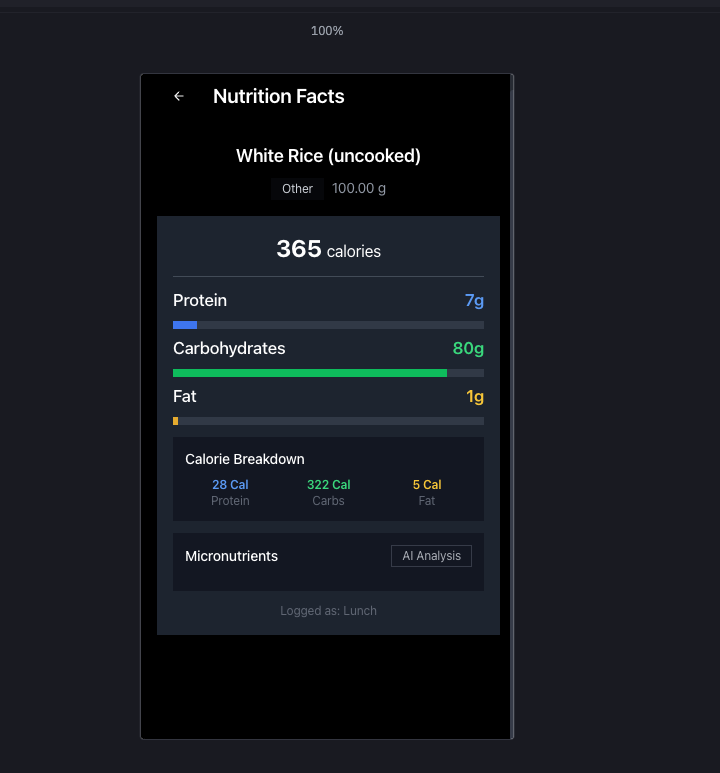 100%
← Nutrition Facts
White Rice (uncooked)
Other 100.00 g
365 calories
Protein 7g
Carbohydrates 80g
Fat 1g
Calorie Breakdown
28 Cal 322 Cal 5 Cal
Protein Carbs Fat
Micronutrients AI Analysis
Logged as: Lunch